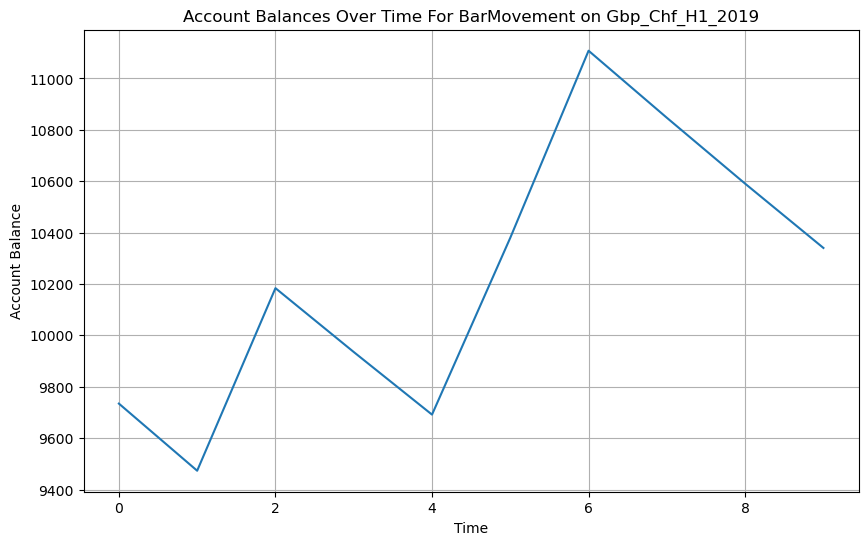 Account Balances Over Time For BarMovement on Gbp_Chf_H1_2019
11000
10800
10600
10400
10200
10000
9800
9600
9400
Account Balance
0 2 4 6 8
Time